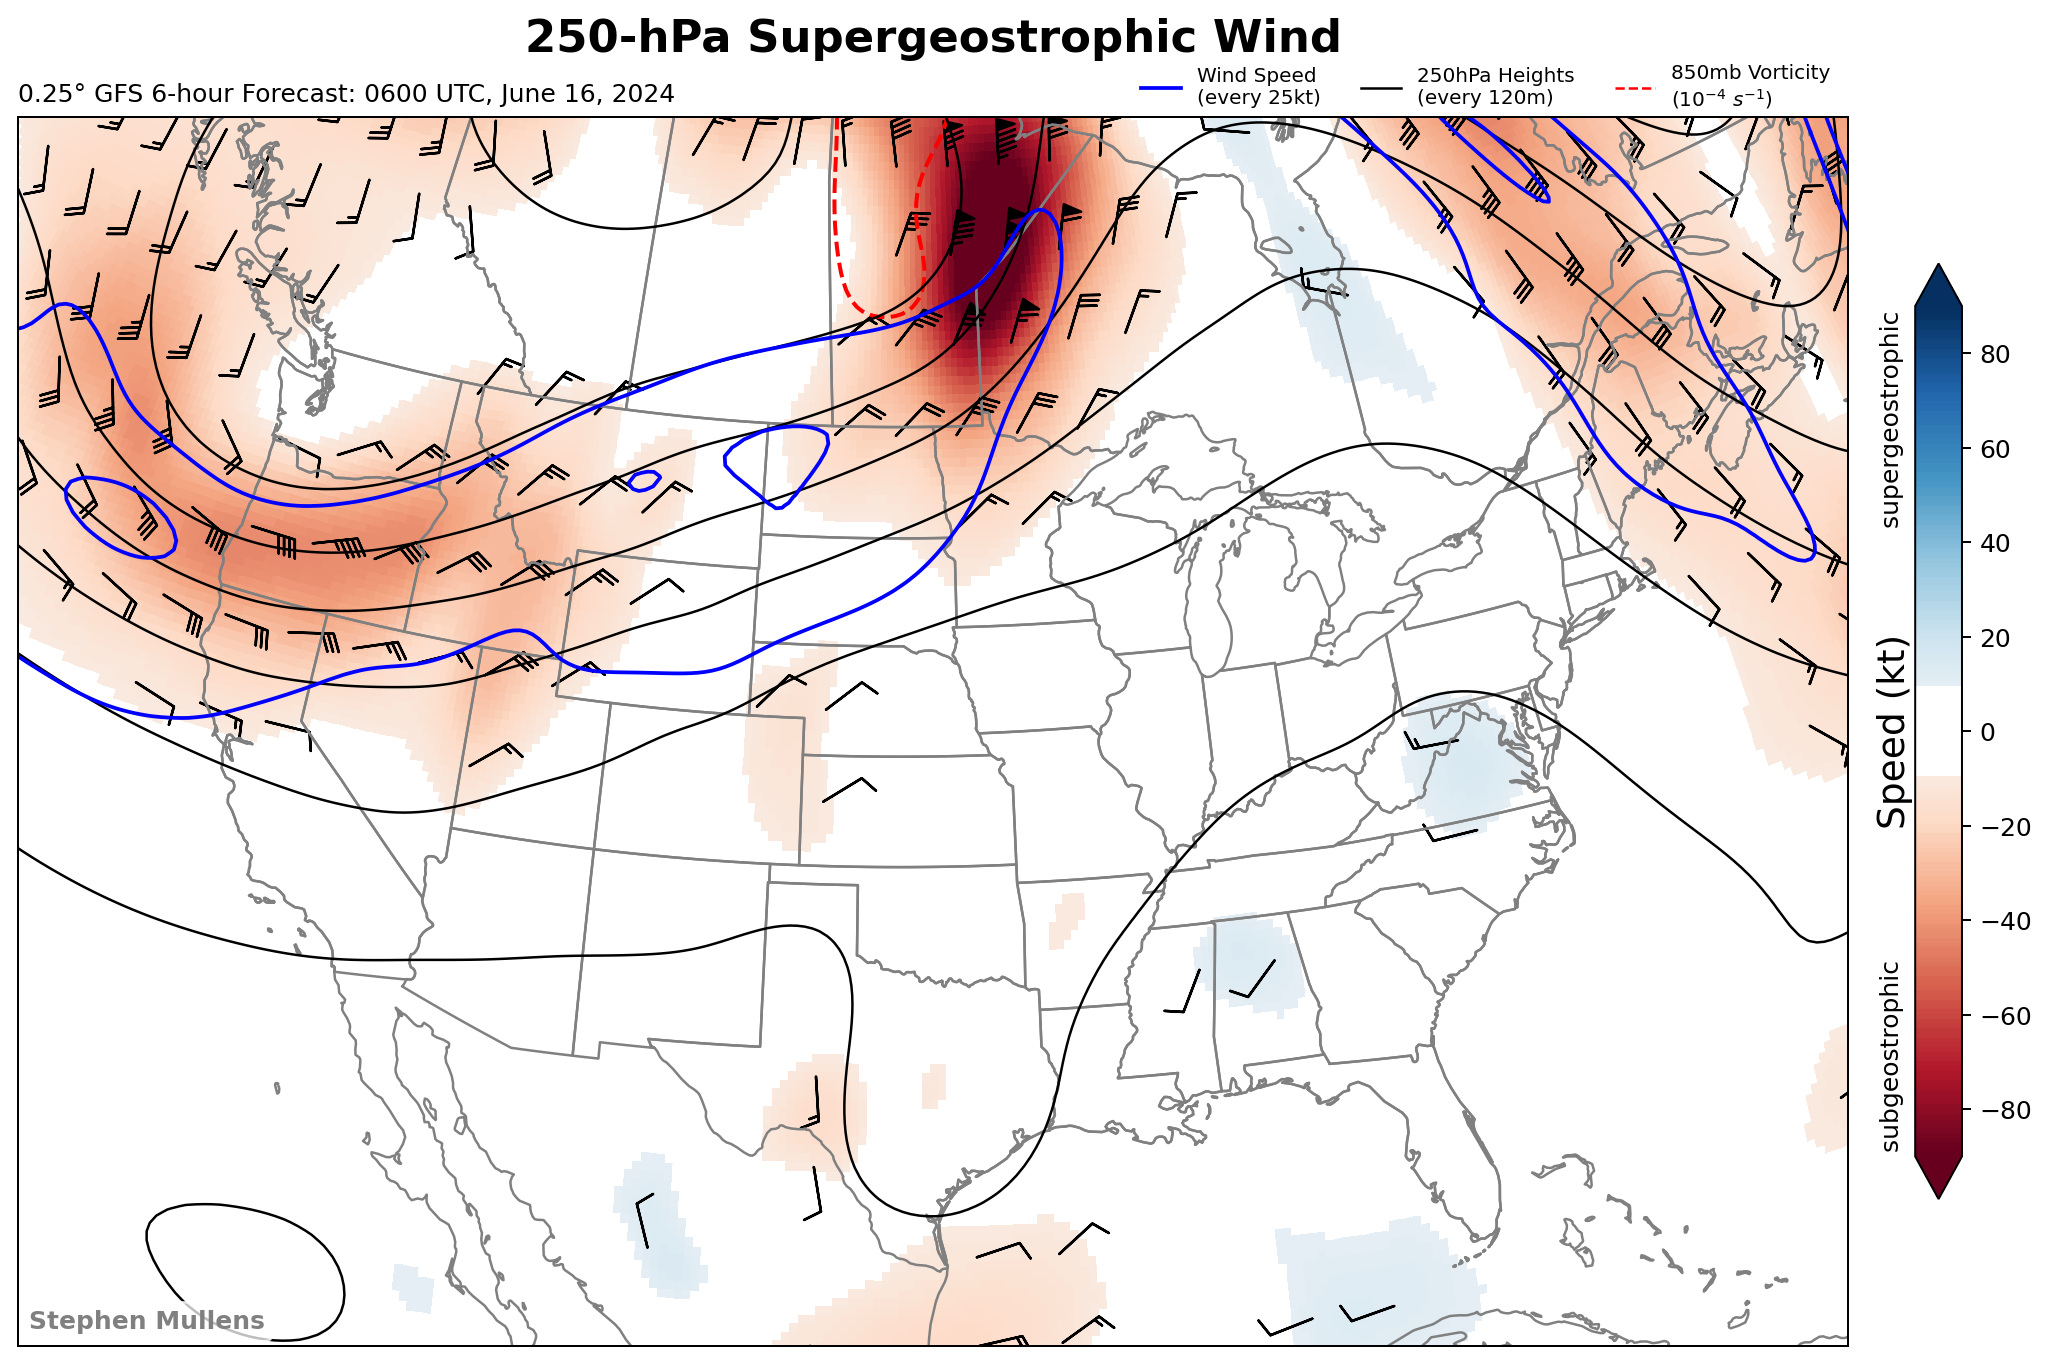 250-hPa Supergeostrophic Wind
0.25° GFS 6-hour Forecast: 0600 UTC, June 16, 2024
Wind Speed
(every 25kt)
250hPa Heights
(every 120m)
850mb Vorticity
(10⁻⁴ s⁻¹)
supergeostrophic
subgeostrophic
Speed (kt)
80
60
40
20
0
−20
−40
−60
−80
Stephen Mullens